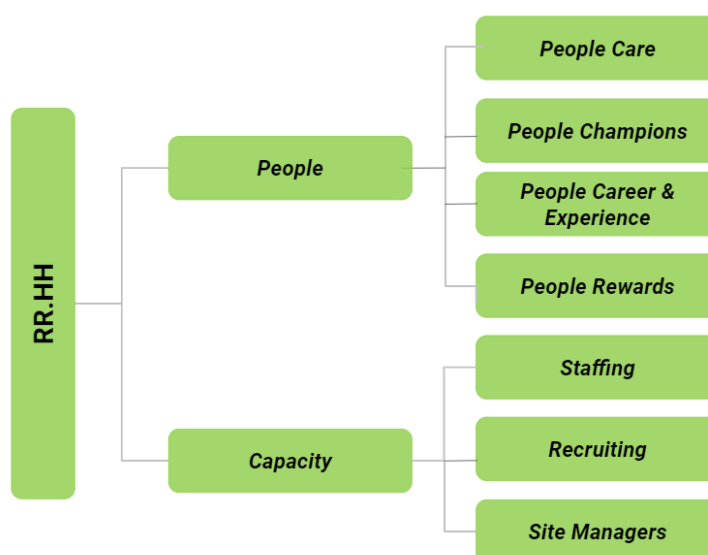 RR.HH
People
People Care
People Champions
People Career &
Experience
People Rewards
Capacity
Staffing
Recruiting
Site Managers